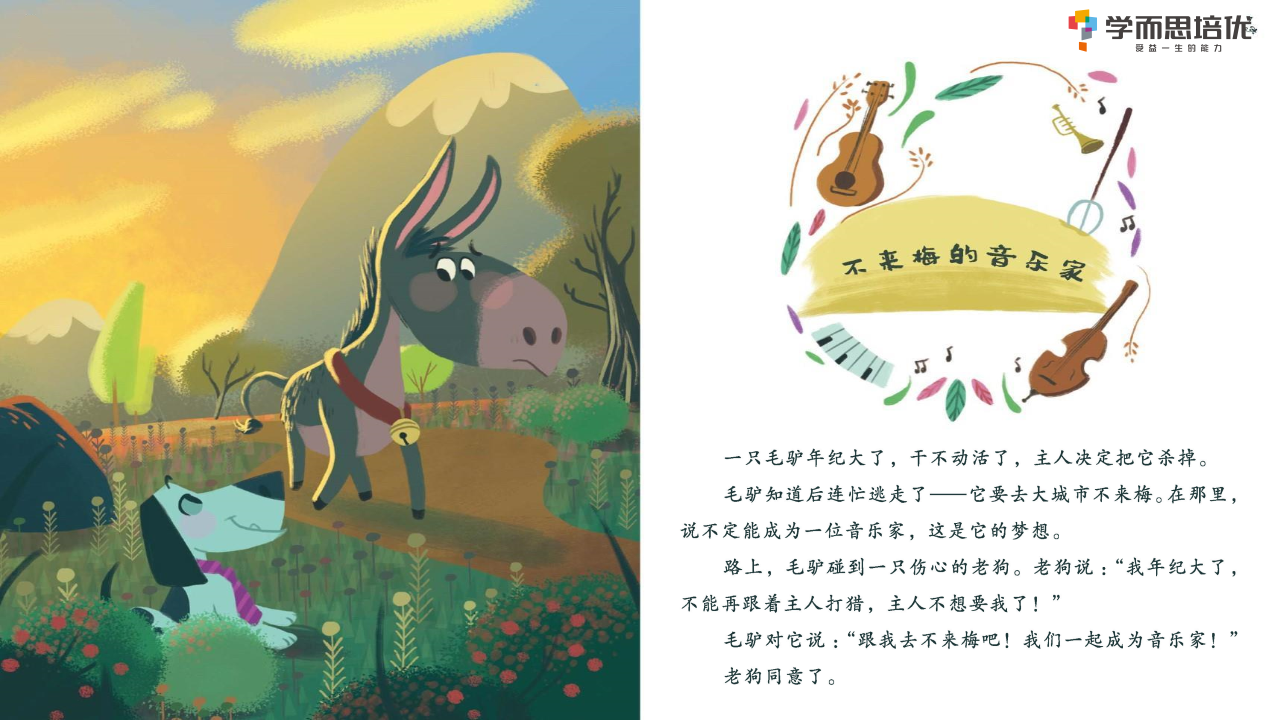 学而思培优
受益一生的能力
不来梅的音乐家
一只毛驴年纪大了，干不动活了，主人决定把它杀掉。
毛驴知道后连忙逃走了——它要去大城市不来梅。在那里，
说不定能成为一位音乐家，这是它的梦想。
路上，毛驴碰到一只伤心的老狗。老狗说：“我年纪大了，
不能再跟着主人打猎，主人不想要我了！”
毛驴对它说：“跟我去不来梅吧！我们一起成为音乐家！”
老狗同意了。